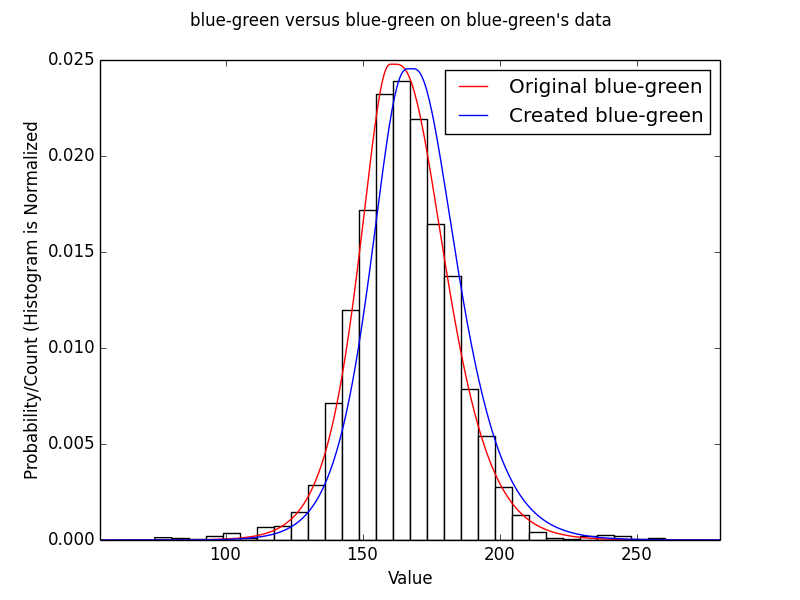 blue-green versus blue-green on blue-green's data
Original blue-green
Created blue-green
0.025
0.020
0.015
0.010
0.005
0.000
Probability/Count (Histogram is Normalized
100 150 200 250
Value